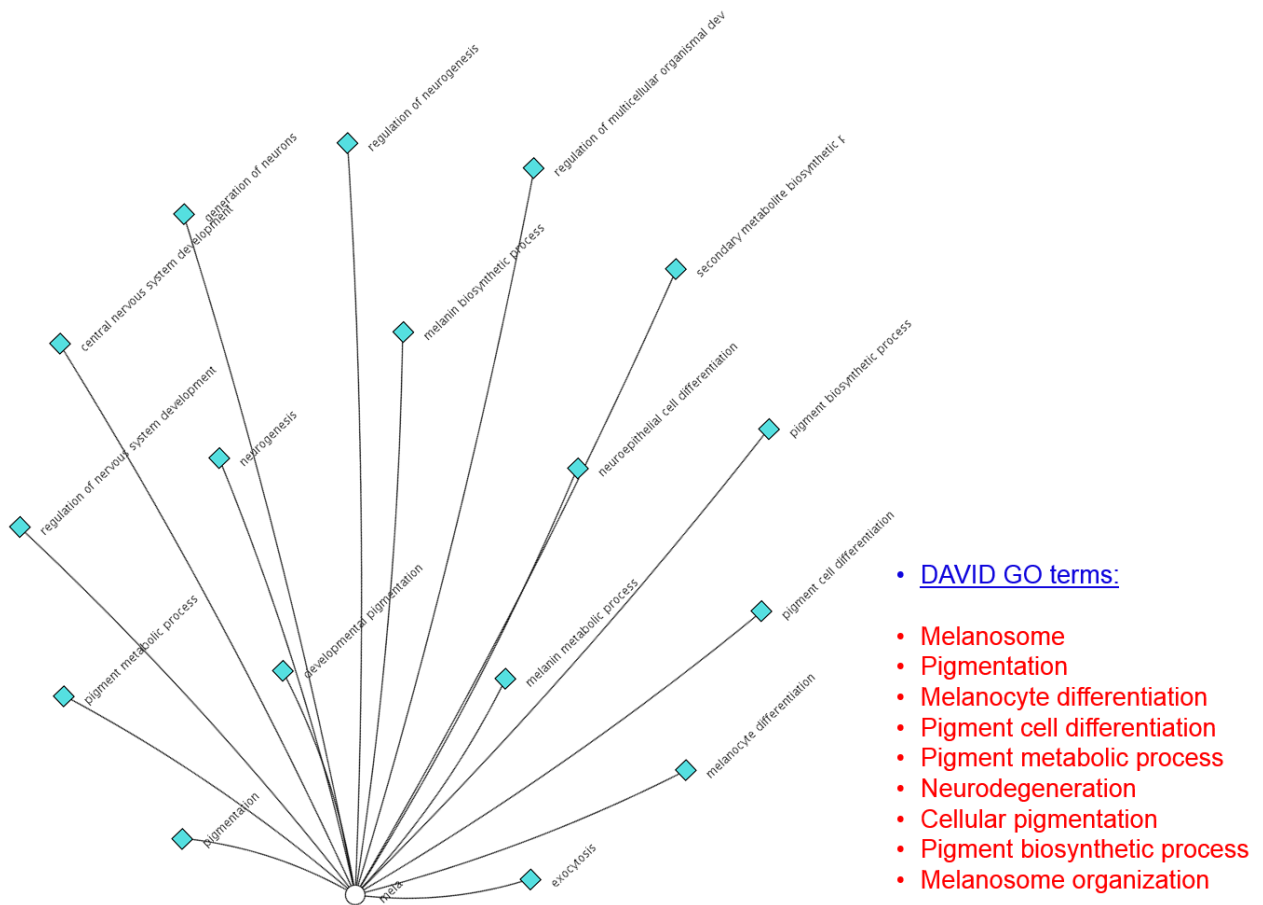 regulation of multicellular organismal dev
regulation of neurogenesis
generation of neurons
secondary metabolite biosynthetic p
central nervous system development
melanin biosynthetic process
pigment biosynthetic process
neuroepithelial cell differentiation
regulation of nervous system development
neurogenesis
pigment cell differentiation
developmental pigmentation
melanin metabolic process
pigment metabolic process
melanocyte differentiation
pigmentation
exocytosis
mela
• DAVID GO terms:
• Melanosome
• Pigmentation
• Melanocyte differentiation
• Pigment cell differentiation
• Pigment metabolic process
• Neurodegeneration
• Cellular pigmentation
• Pigment biosynthetic process
• Melanosome organization